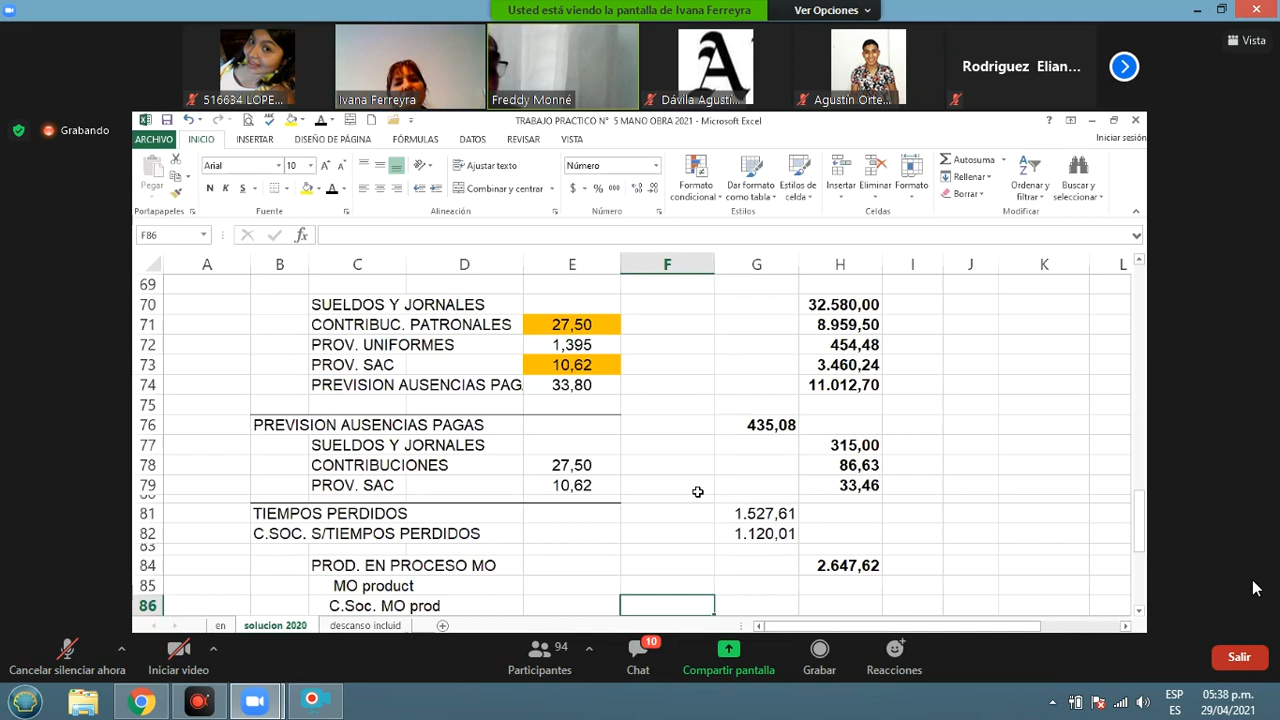 Usted está viendo la pantalla de Ivana Ferreyra
Ver Opciones
Vista
516634 LOPE...
Ivana Ferreyra
Freddy Monné
Dávila Agusti...
Agustín Orte...
Rodriguez Elian...
Grabando
TRABAJO PRACTICO N° 5 MANO OBRA 2021 - Microsoft Excel
ARCHIVO INICIO INSERTAR DISEÑO DE PÁGINA FÓRMULAS DATOS REVISAR VISTA Iniciar sesión
Pegar
Arial 10
N K S
Ajustar texto
Combinar y centrar
Número
$ % 000
Formato condicional
Dar formato como tabla
Estilos de celda
Insertar Eliminar Formato
Autosuma
Rellenar
Borrar
Ordenar y filtrar
Buscar y seleccionar
Portapapeles Fuente Alineación Número Estilos Celdas Modificar
F86 fx
A B C D E F G H I J K L
69
70 SUELDOS Y JORNALES 32.580,00
71 CONTRIBUC. PATRONALES 27,50 8.959,50
72 PROV. UNIFORMES 1,395 454,48
73 PROV. SAC 10,62 3.460,24
74 PREVISION AUSENCIAS PAG 33,80 11.012,70
75
76 PREVISION AUSENCIAS PAGAS 435,08
77 SUELDOS Y JORNALES 315,00
78 CONTRIBUCIONES 27,50 86,63
79 PROV. SAC 10,62 33,46
80
81 TIEMPOS PERDIDOS 1.527,61
82 C.SOC. S/TIEMPOS PERDIDOS 1.120,01
83
84 PROD. EN PROCESO MO 2.647,62
85 MO product
86 C.Soc. MO prod
en solucion 2020 descanso incluid
Cancelar silenciar ahora
Iniciar video
94
Participantes
10
Chat
Compartir pantalla
Grabar
Reacciones
Salir
ESP
ES
05:38 p.m.
29/04/2021